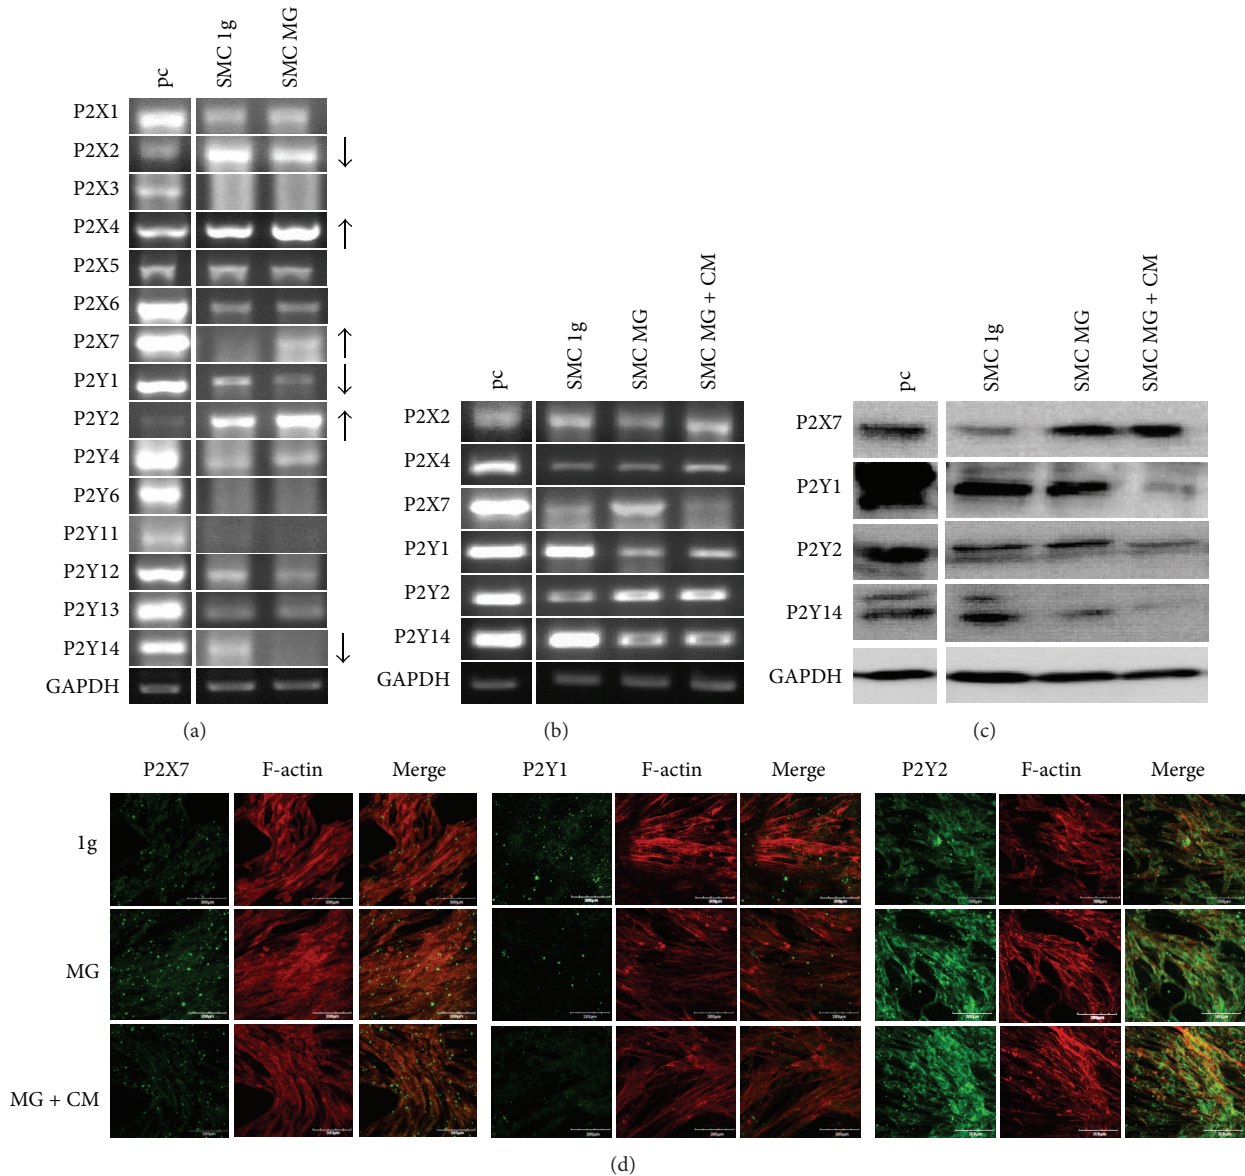 pc
SMC 1g
SMC MG
P2X1
P2X2 ↓
P2X3
P2X4 ↑
P2X5
P2X6
P2X7 ↑
P2Y1 ↓
P2Y2 ↑
P2Y4
P2Y6
P2Y11
P2Y12
P2Y13
P2Y14 ↓
GAPDH
(a)
pc
SMC 1g
SMC MG
SMC MG + CM
P2X2
P2X4
P2X7
P2Y1
P2Y2
P2Y14
GAPDH
(b)
pc
SMC 1g
SMC MG
SMC MG + CM
P2X7
P2Y1
P2Y2
P2Y14
GAPDH
(c)
P2X7 F-actin Merge P2Y1 F-actin Merge P2Y2 F-actin Merge
1g
MG
MG + CM
(d)